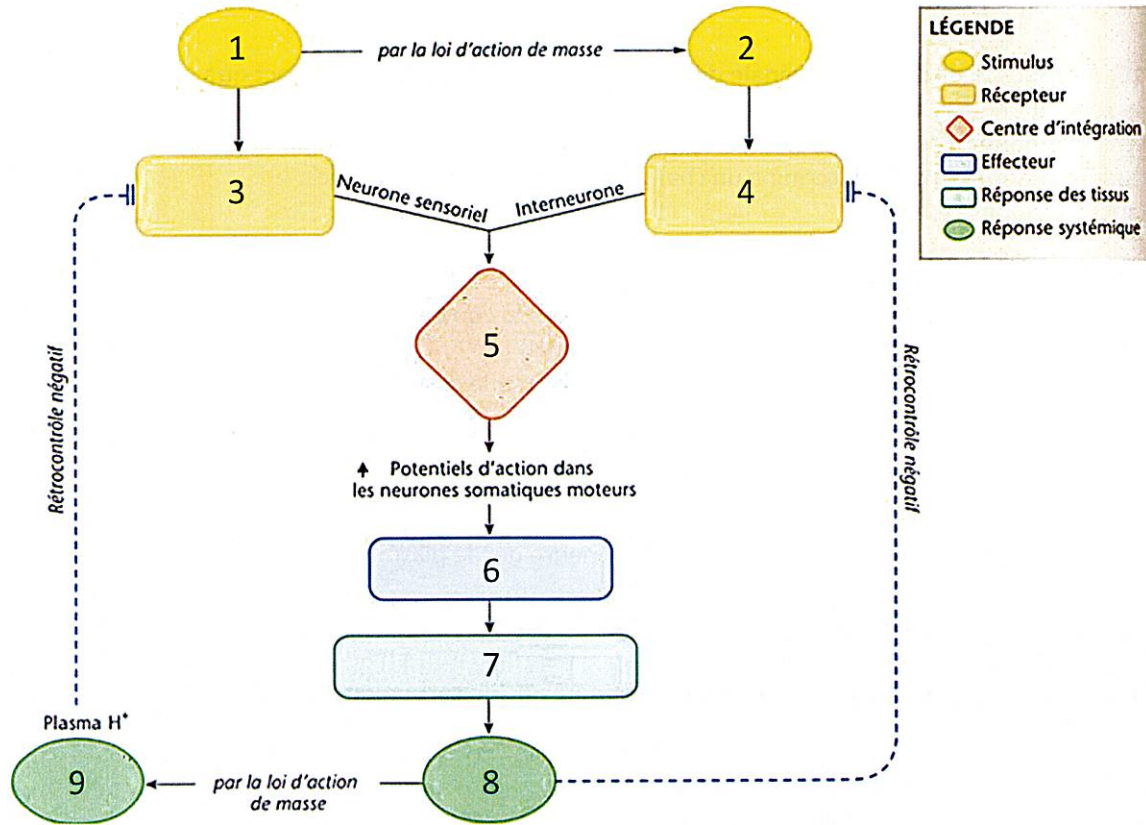 1
par la loi d'action de masse
2
LÉGENDE
Stimulus
Récepteur
Centre d'intégration
Effecteur
Réponse des tissus
Réponse systémique
3
Neurone sensoriel
Interneurone
4
5
Rétrocontrôle négatif
Rétrocontrôle négatif
↑ Potentiels d'action dans
les neurones somatiques moteurs
6
7
Plasma H⁺
9
par la loi d'action
de masse
8